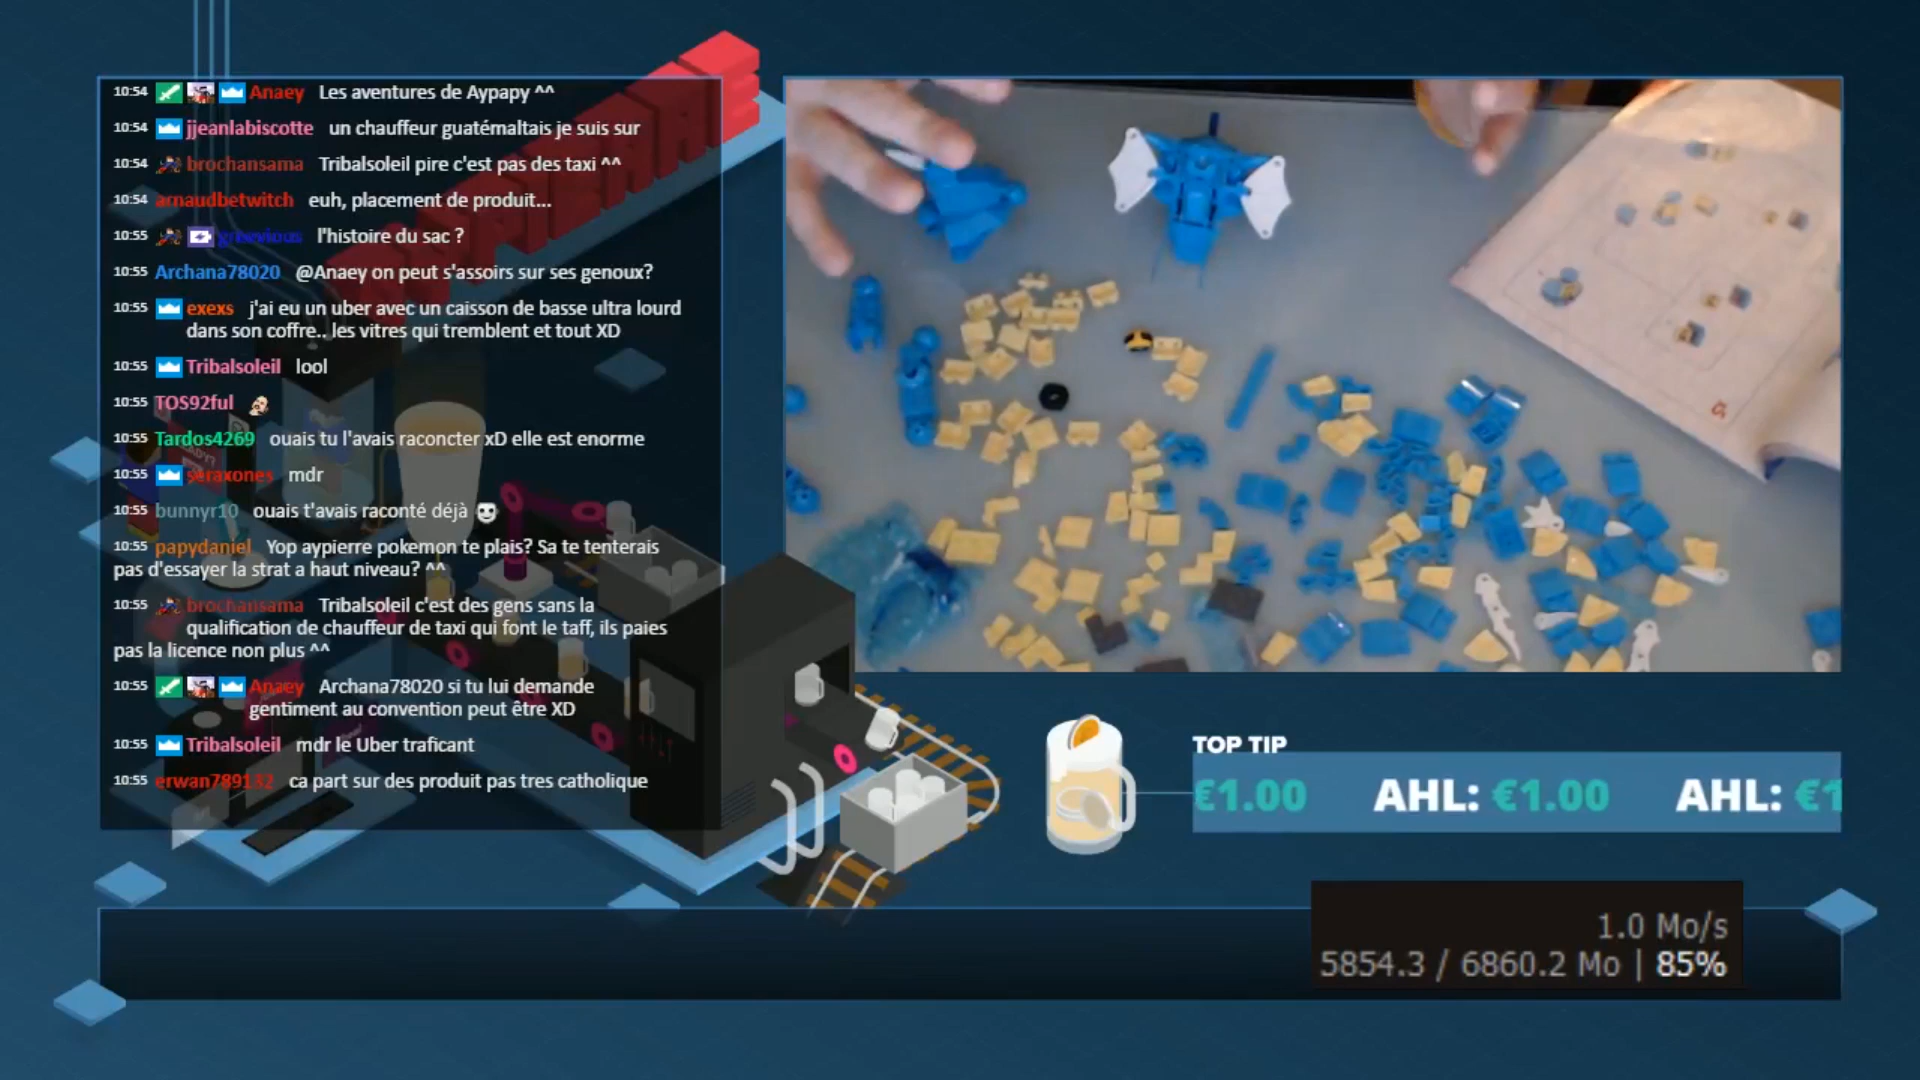 10:54 Anaey Les aventures de Aypapy ^^
10:54 jjeanlabiscotte un chauffeur guatémaltais je suis sur
10:54 brochansama Tribalsoleil pire c'est pas des taxi ^^
10:54 arnaudbetwitch euh, placement de produit...
10:55 l'histoire du sac ?
10:55 Archana78020 @Anaey on peut s'assoirs sur ses genoux?
10:55 exexs j'ai eu un uber avec un caisson de basse ultra lourd
dans son coffre.. les vitres qui tremblent et tout XD
10:55 Tribalsoleil lool
10:55 TOS92ful
10:55 Tardos4269 ouais tu l'avais raconcter xD elle est enorme
10:55 seraxones mdr
10:55 bunnyr10 ouais t'avais raconté déjà
10:55 papydaniel Yop aypierre pokemon te plais? Sa te tenterais
pas d'essayer la strat a haut niveau? ^^
10:55 brochansama Tribalsoleil c'est des gens sans la
qualification de chauffeur de taxi qui font le taff, ils paies
pas la licence non plus ^^
10:55 Anaey Archana78020 si tu lui demande
gentiment au convention peut être XD
10:55 Tribalsoleil mdr le Uber traficant
10:55 erwan789132 ca part sur des produit pas tres catholique
TOP TIP
€1.00 AHL: €1.00 AHL: €1
1.0 Mo/s
5854.3 / 6860.2 Mo | 85%